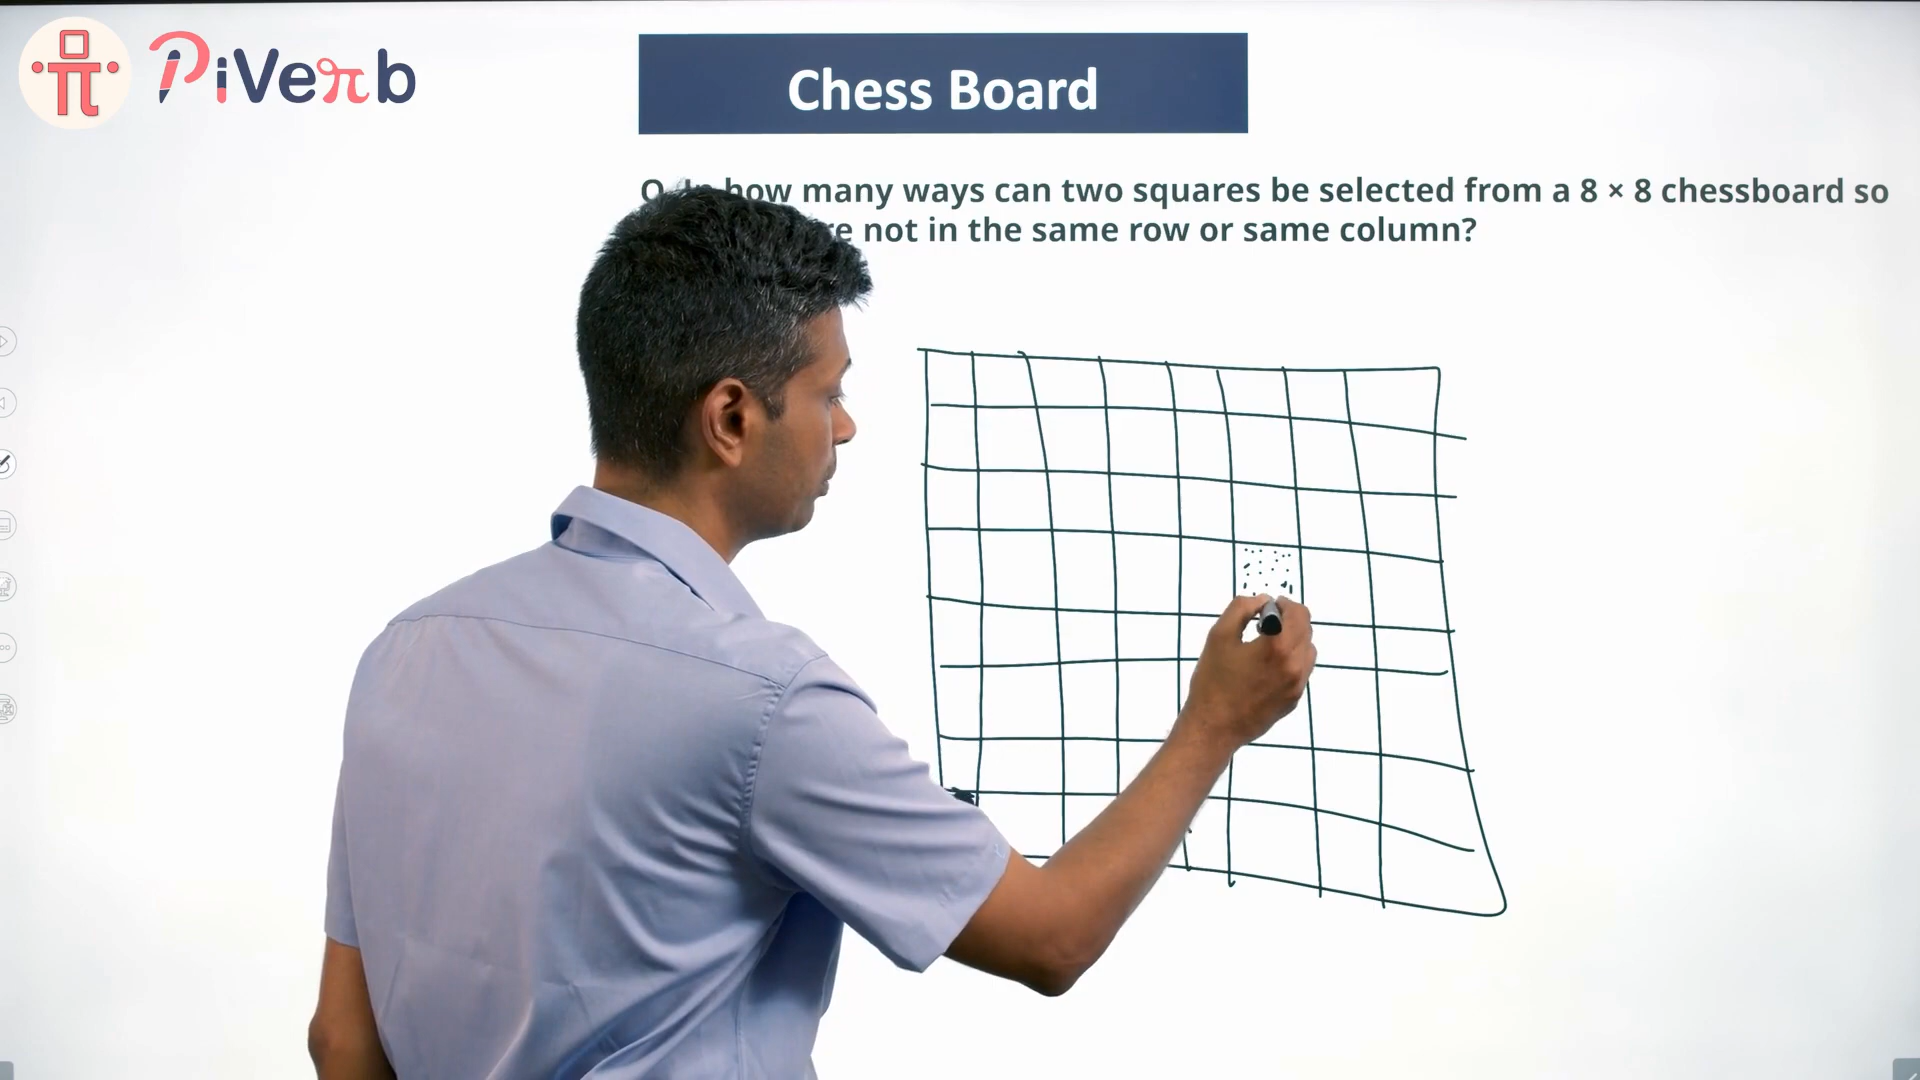 PiVerb
Chess Board
how many ways can two squares be selected from a 8 × 8 chessboard so
not in the same row or same column?